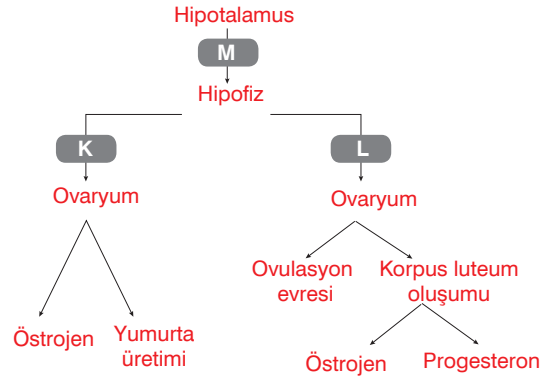 Hipotalamus
M
Hipofiz
K
L
Ovaryum
Ovaryum
Ovulasyon
evresi
Korpus luteum
oluşumu
Östrojen
Yumurta
üretimi
Östrojen
Progesteron